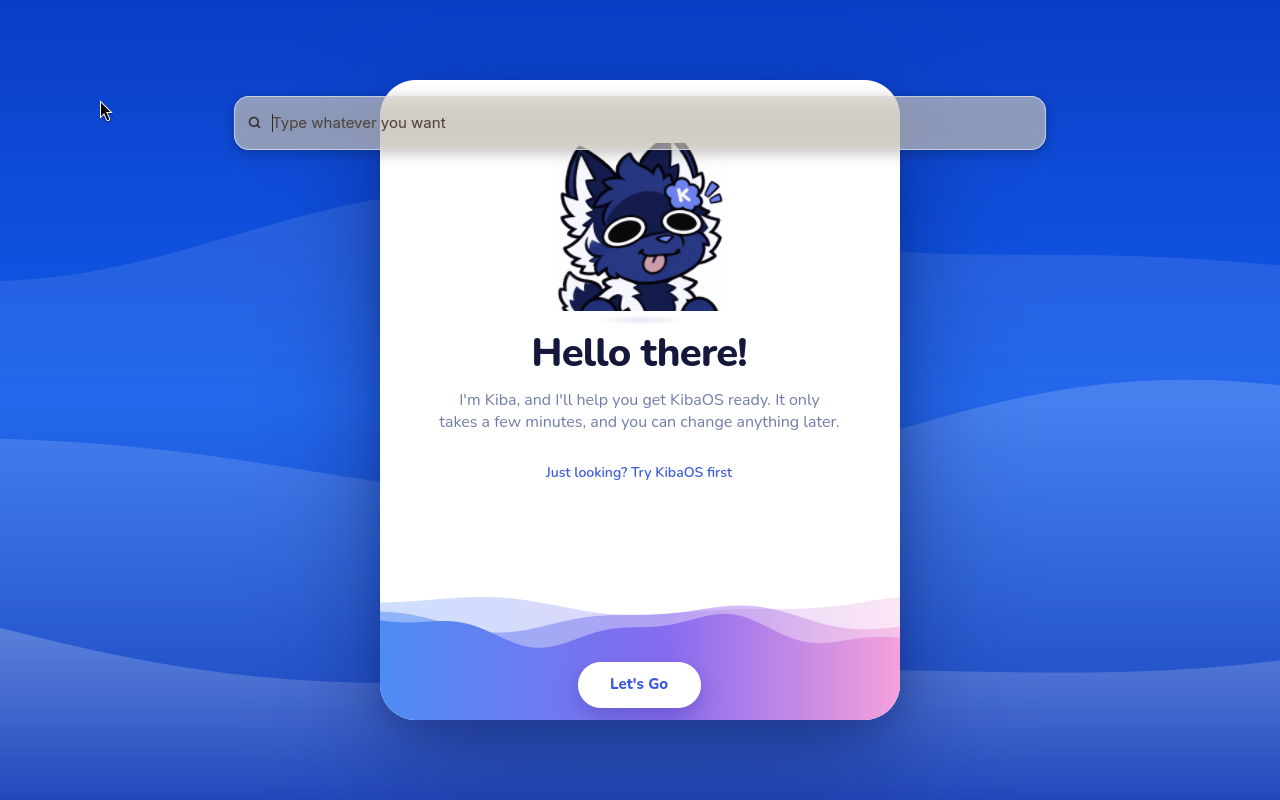 Type whatever you want
K
Hello there!
I'm Kiba, and I'll help you get KibaOS ready. It only
takes a few minutes, and you can change anything later.
Just looking? Try KibaOS first
Let's Go